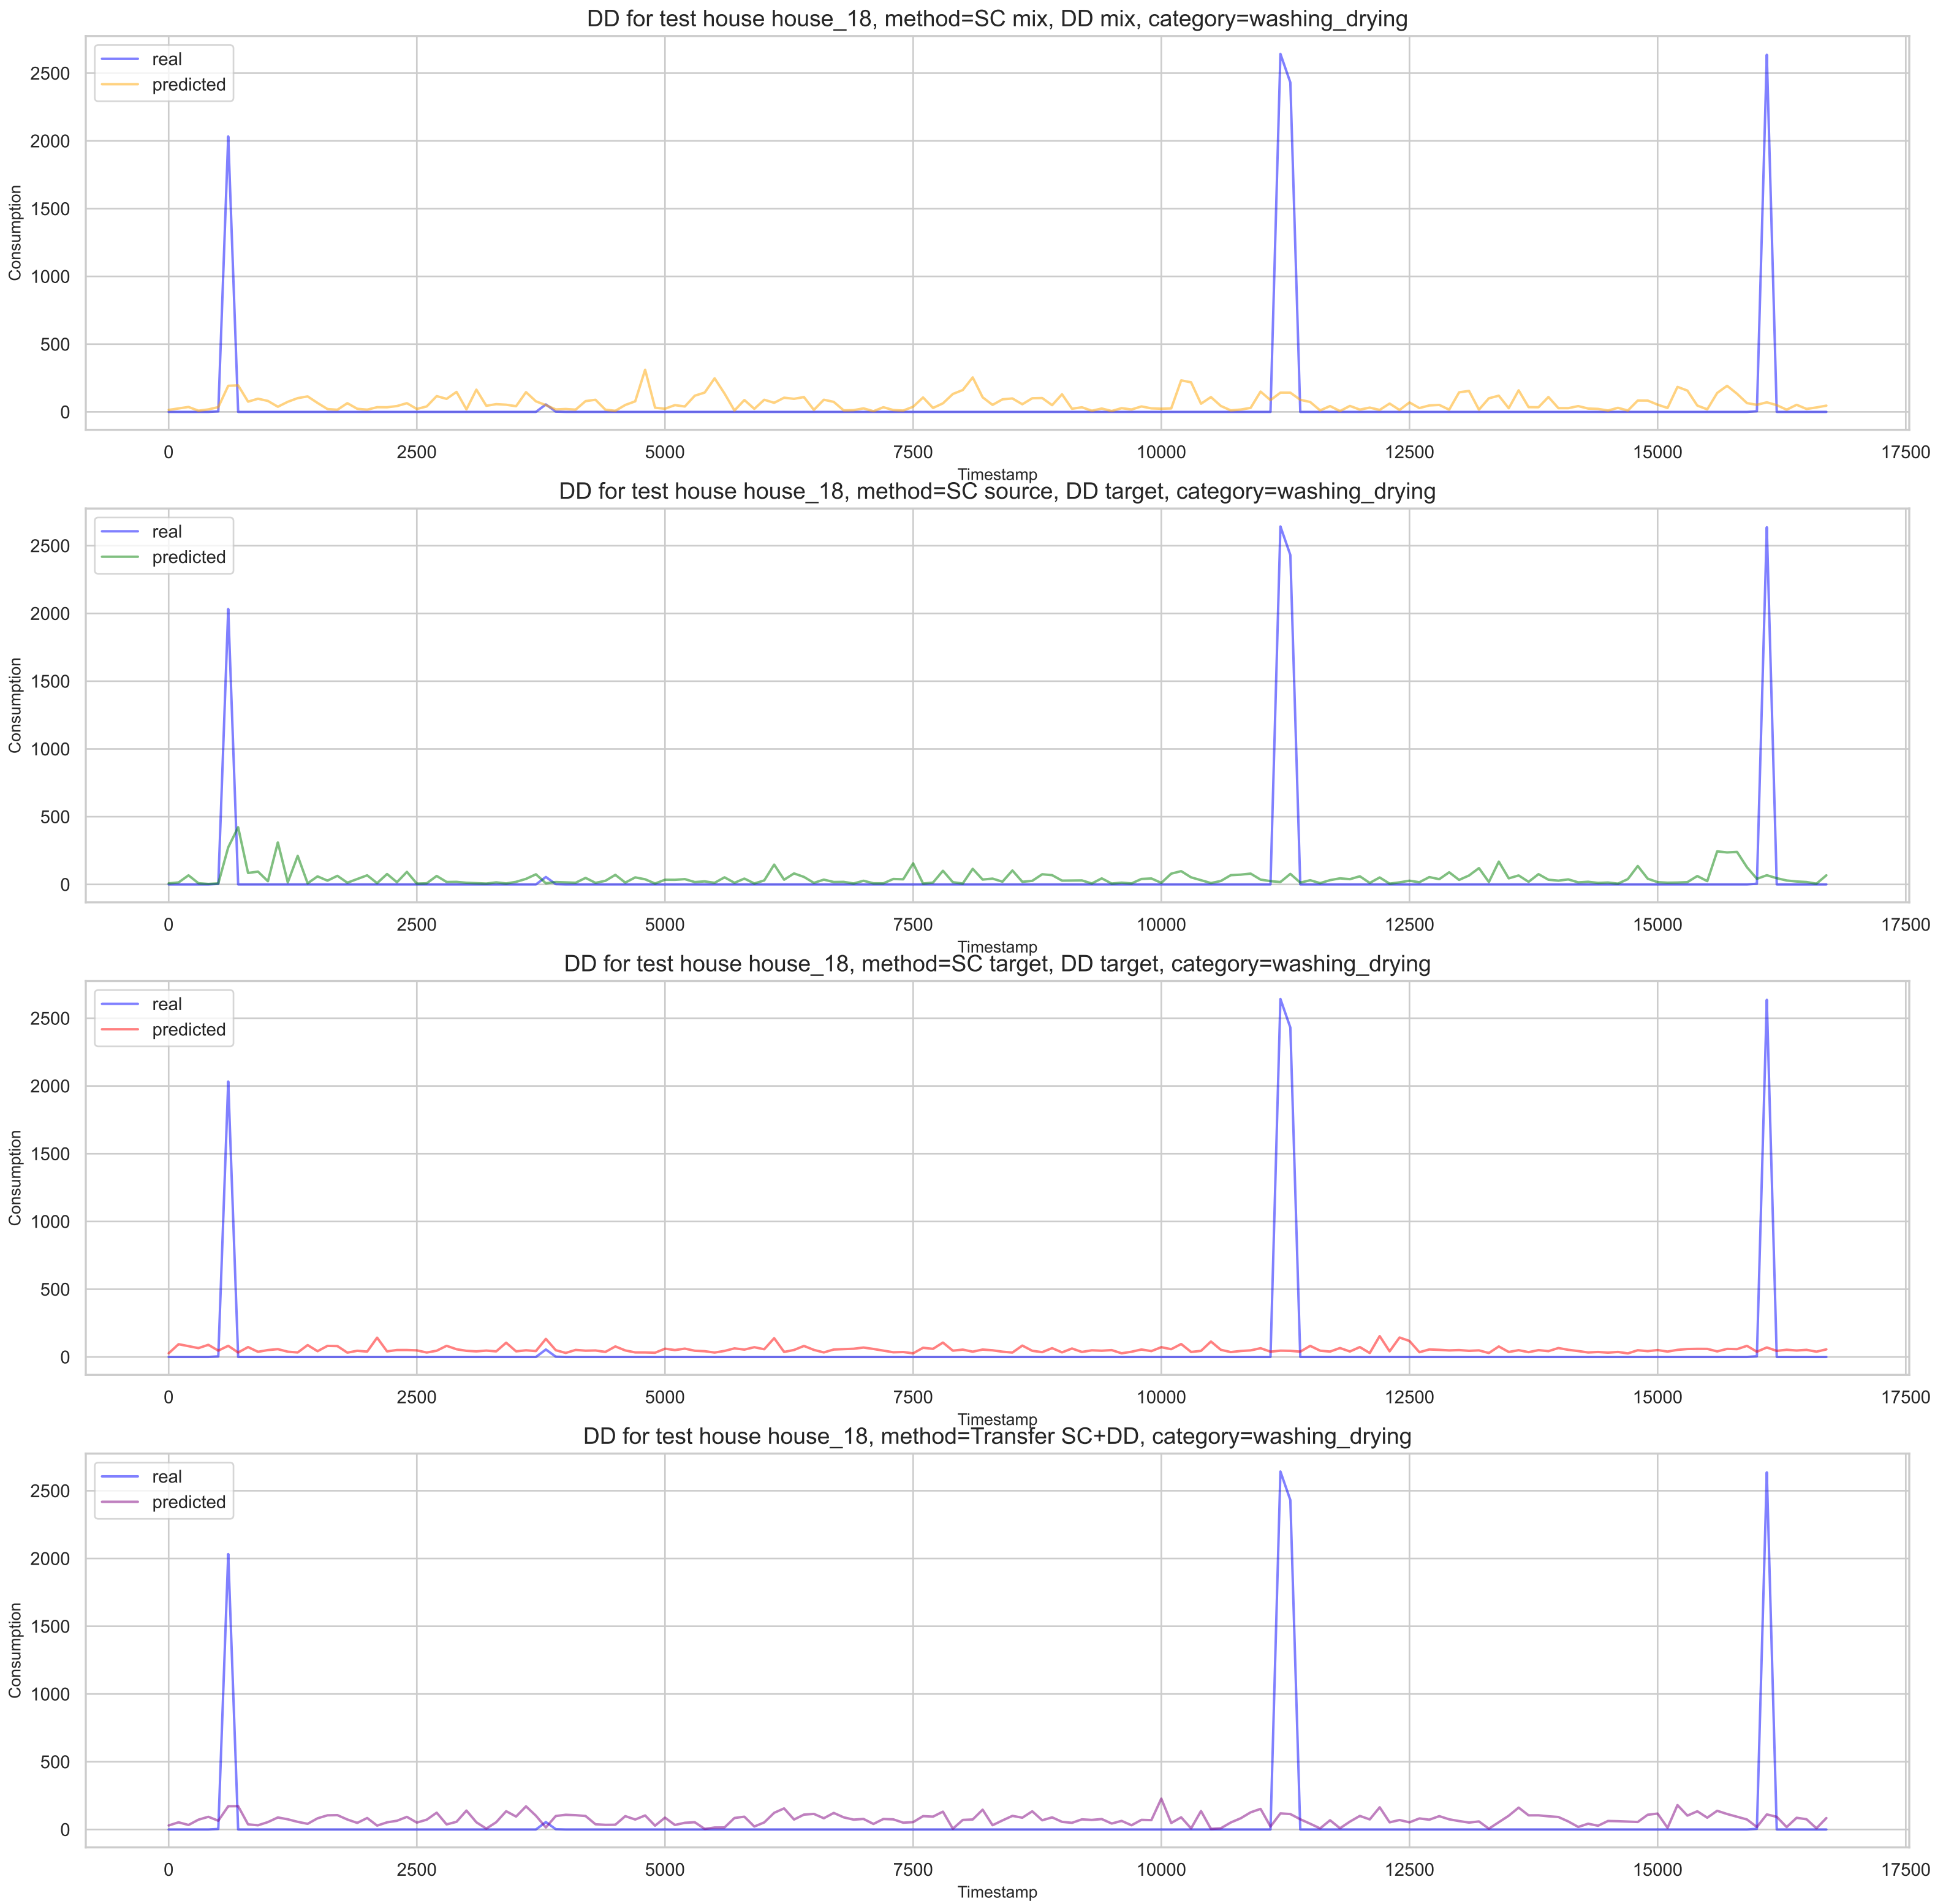 DD for test house house_18, method=SC mix, DD mix, category=washing_drying
real
predicted
Consumption
2500
2000
1500
1000
500
0
0 2500 5000 7500 10000 12500 15000 17500
Timestamp
DD for test house house_18, method=SC source, DD target, category=washing_drying
real
predicted
Consumption
2500
2000
1500
1000
500
0
0 2500 5000 7500 10000 12500 15000 17500
Timestamp
DD for test house house_18, method=SC target, DD target, category=washing_drying
real
predicted
Consumption
2500
2000
1500
1000
500
0
0 2500 5000 7500 10000 12500 15000 17500
Timestamp
DD for test house house_18, method=Transfer SC+DD, category=washing_drying
real
predicted
Consumption
2500
2000
1500
1000
500
0
0 2500 5000 7500 10000 12500 15000 17500
Timestamp